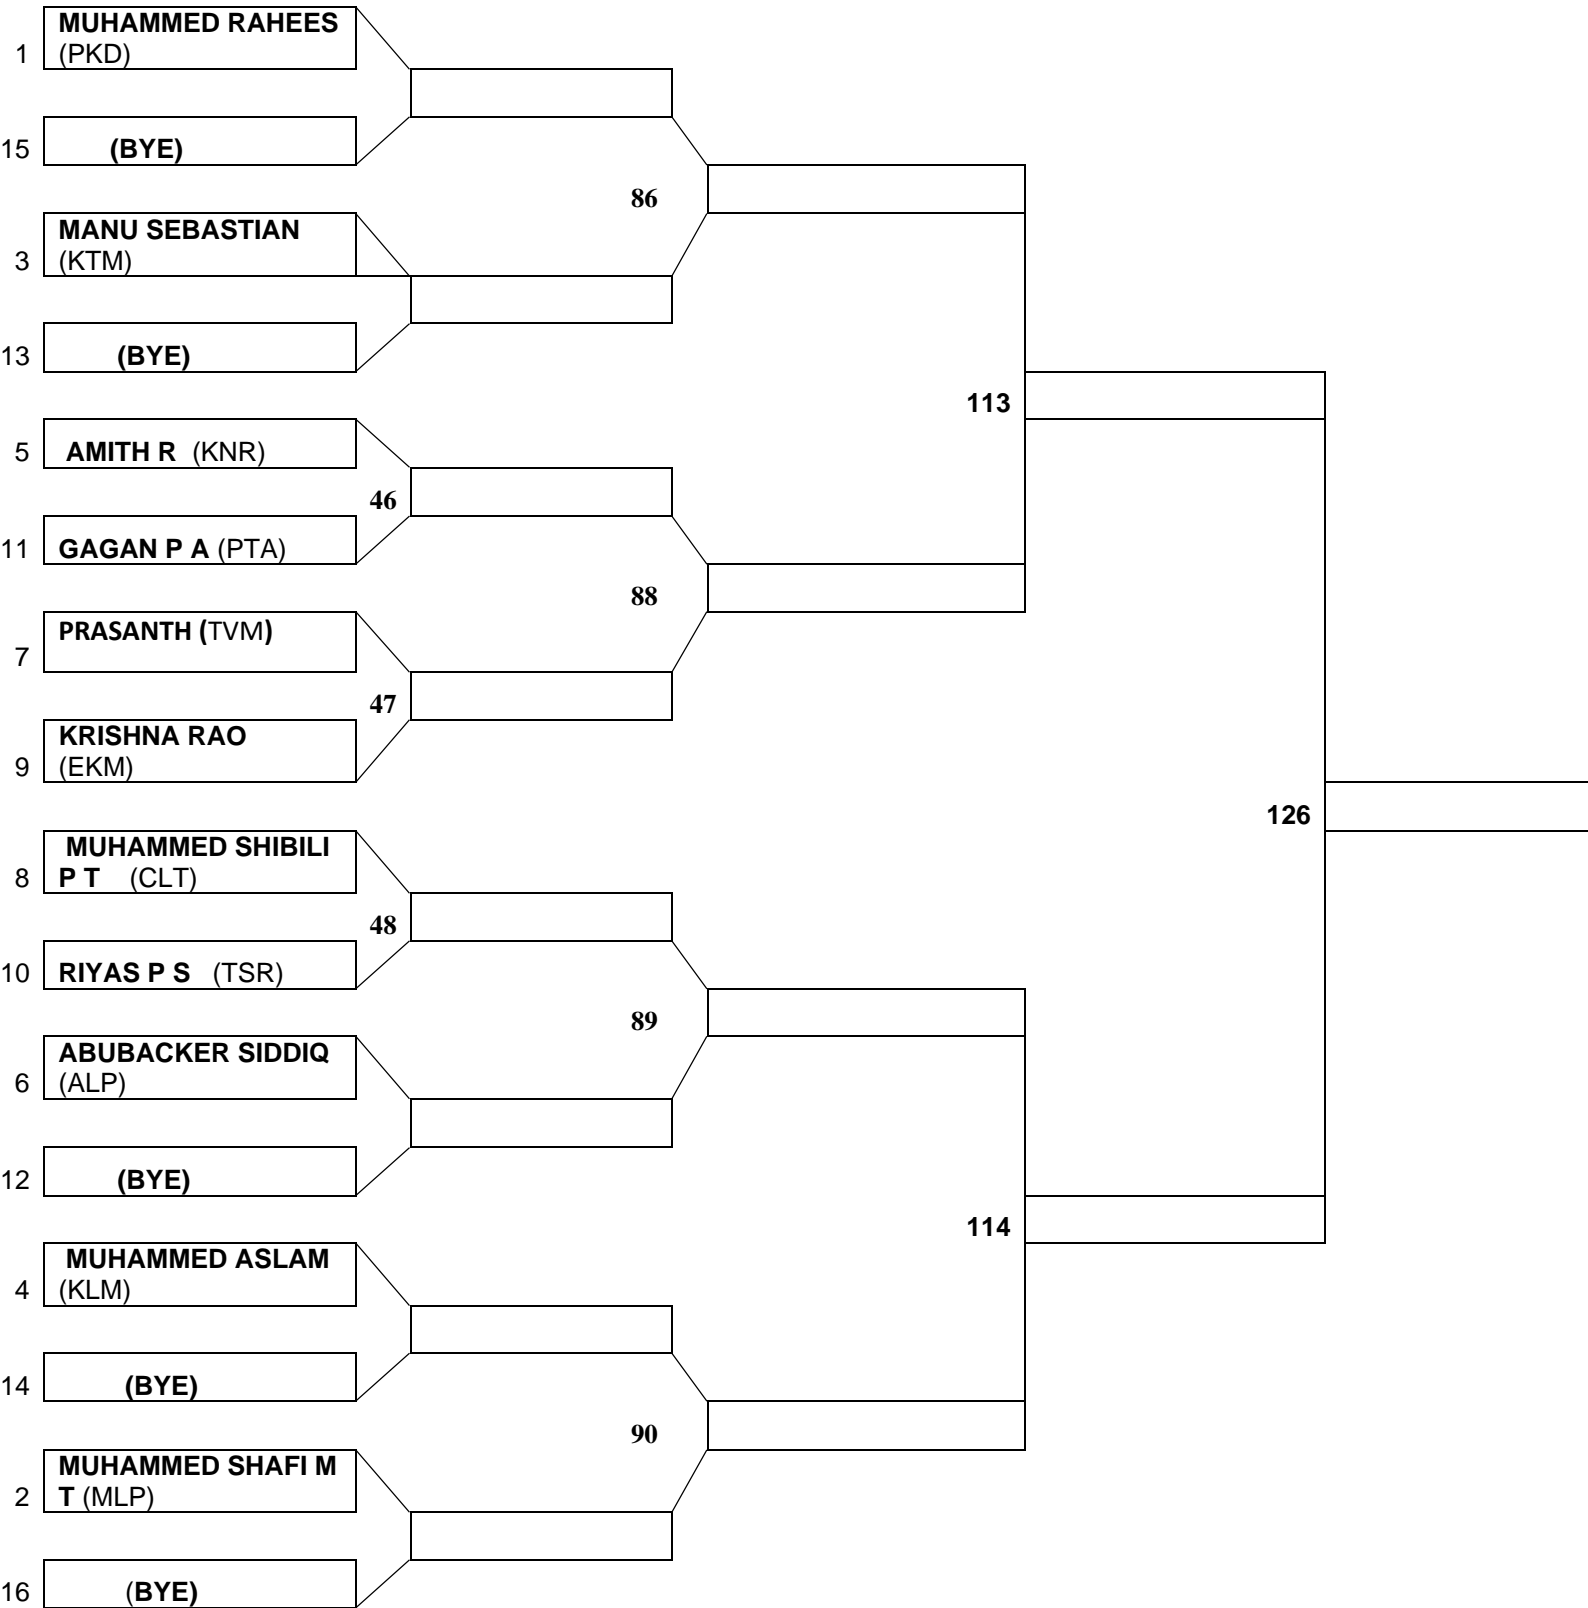 MUHAMMED RAHEES
1 (PKD)
15 (BYE)
86
MANU SEBASTIAN
3 (KTM)
13 (BYE)
113
5 AMITH R (KNR)
46
11 GAGAN P A (PTA)
88
PRASANTH (TVM)
7
47
KRISHNA RAO
9 (EKM)
126
MUHAMMED SHIBILI
8 P T (CLT)
48
10 RIYAS P S (TSR)
89
ABUBACKER SIDDIQ
6 (ALP)
12 (BYE)
114
MUHAMMED ASLAM
4 (KLM)
14 (BYE)
90
MUHAMMED SHAFI M
2 T (MLP)
16 (BYE)